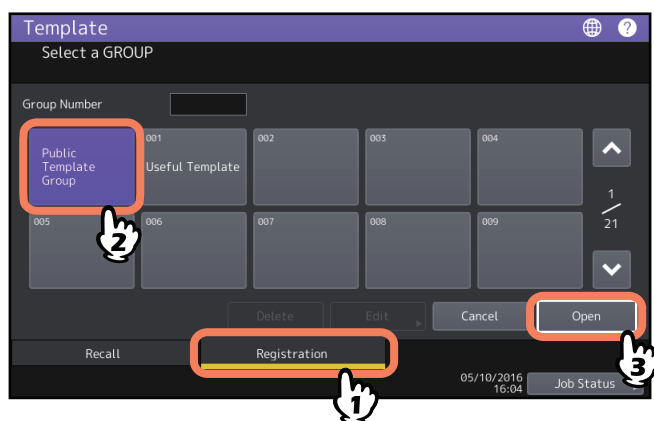 Template
?
Select a GROUP
Group Number
Public
Template
Group
001
Useful Template
002
003
004
1
21
005
006
007
008
009
2
Delete
Edit
Cancel
Open
3
Recall
Registration
1
05/10/2016
16:04
Job Status